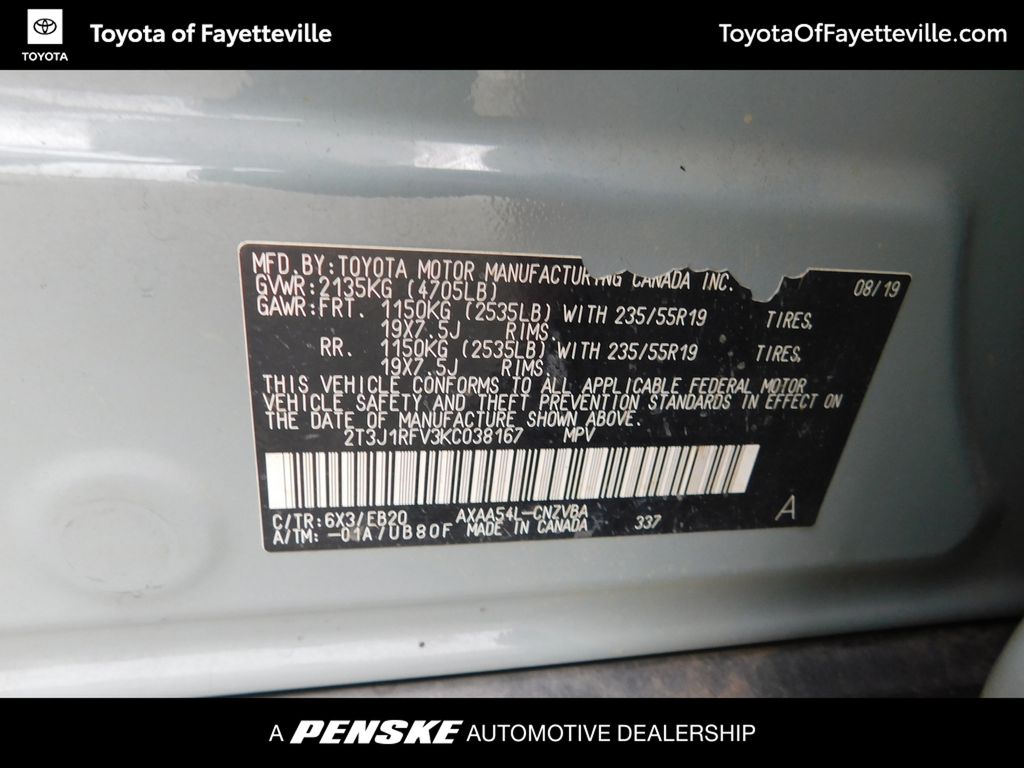 TOYOTA
Toyota of Fayetteville
ToyotaOfFayetteville.com
MFD.BY:TOYOTA MOTOR MANUFACTURING CANADA INC. 08/19
GVWR:2135KG (4705LB)
GAWR:FRT. 1150KG (2535LB) WITH 235/55R19 TIRES,
19X7.5J RIMS,
RR. 1150KG (2535LB) WITH 235/55R19 TIRES,
19X7.5J RIMS,
THIS VEHICLE CONFORMS TO ALL APPLICABLE FEDERAL MOTOR
VEHICLE SAFETY AND THEFT PREVENTION STANDARDS IN EFFECT ON
THE DATE OF MANUFACTURE SHOWN ABOVE.
2T3J1RFV3KC038167 MPV
C/TR:6X3/EB20 AXAA54L-CNZVBA 337 A
A/TM: -01A/UB80F MADE IN CANADA
A PENSKE AUTOMOTIVE DEALERSHIP